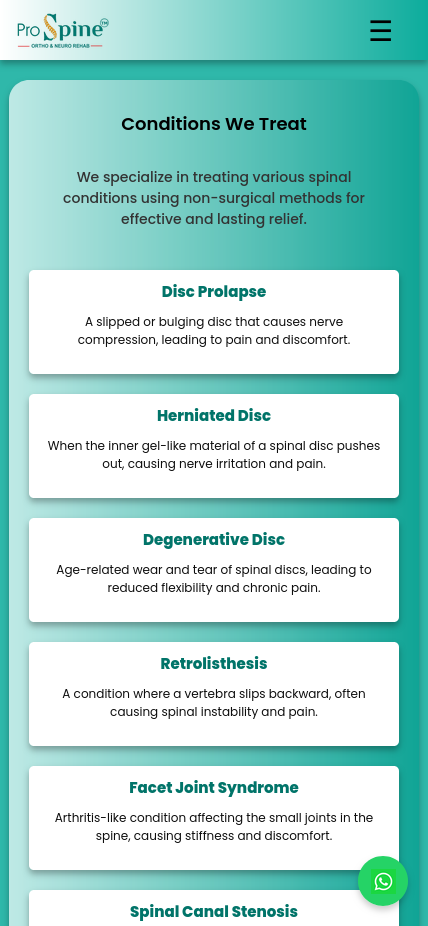 Pro Spine TM
ORTHO & NEURO REHAB
Conditions We Treat
We specialize in treating various spinal
conditions using non-surgical methods for
effective and lasting relief.
Disc Prolapse
A slipped or bulging disc that causes nerve
compression, leading to pain and discomfort.
Herniated Disc
When the inner gel-like material of a spinal disc pushes
out, causing nerve irritation and pain.
Degenerative Disc
Age-related wear and tear of spinal discs, leading to
reduced flexibility and chronic pain.
Retrolisthesis
A condition where a vertebra slips backward, often
causing spinal instability and pain.
Facet Joint Syndrome
Arthritis-like condition affecting the small joints in the
spine, causing stiffness and discomfort.
Spinal Canal Stenosis